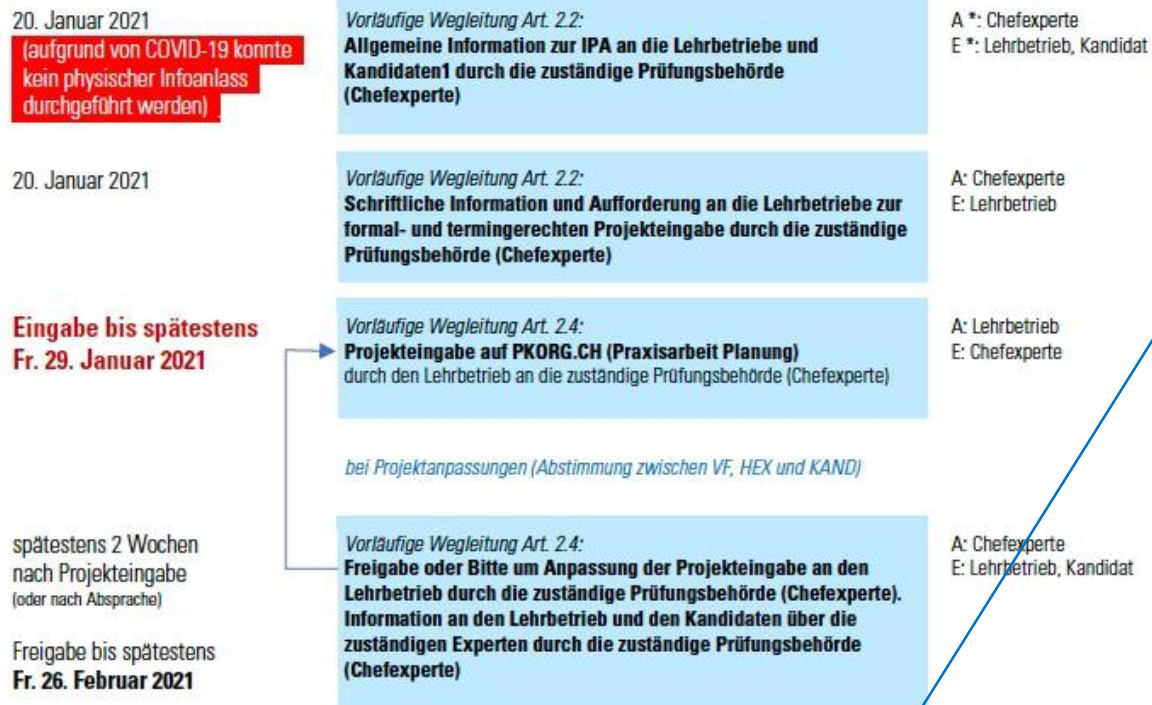 20. Januar 2021
(aufgrund von COVID-19 konnte
kein physischer Infoanlass
durchgeführt werden)
Vorläufige Wegleitung Art. 2.2:
Allgemeine Information zur IPA an die Lehrbetriebe und
Kandidaten1 durch die zuständige Prüfungsbehörde
(Chefexperte)
A *: Chefexperte
E *: Lehrbetrieb, Kandidat
20. Januar 2021
Vorläufige Wegleitung Art. 2.2:
Schriftliche Information und Aufforderung an die Lehrbetriebe zur
formal- und termingerechten Projekteingabe durch die zuständige
Prüfungsbehörde (Chefexperte)
A: Chefexperte
E: Lehrbetrieb
Eingabe bis spätestens
Fr. 29. Januar 2021
Vorläufige Wegleitung Art. 2.4:
Projekteingabe auf PKORG.CH (Praxisarbeit Planung)
durch den Lehrbetrieb an die zuständige Prüfungsbehörde (Chefexperte)
A: Lehrbetrieb
E: Chefexperte
bei Projektanpassungen (Abstimmung zwischen VF, HEX und KAND)
spätestens 2 Wochen
nach Projekteingabe
(oder nach Absprache)
Freigabe bis spätestens
Fr. 26. Februar 2021
Vorläufige Wegleitung Art. 2.4:
Freigabe oder Bitte um Anpassung der Projekteingabe an den
Lehrbetrieb durch die zuständige Prüfungsbehörde (Chefexperte).
Information an den Lehrbetrieb und den Kandidaten über die
zuständigen Experten durch die zuständige Prüfungsbehörde
(Chefexperte)
A: Chefexperte
E: Lehrbetrieb, Kandidat